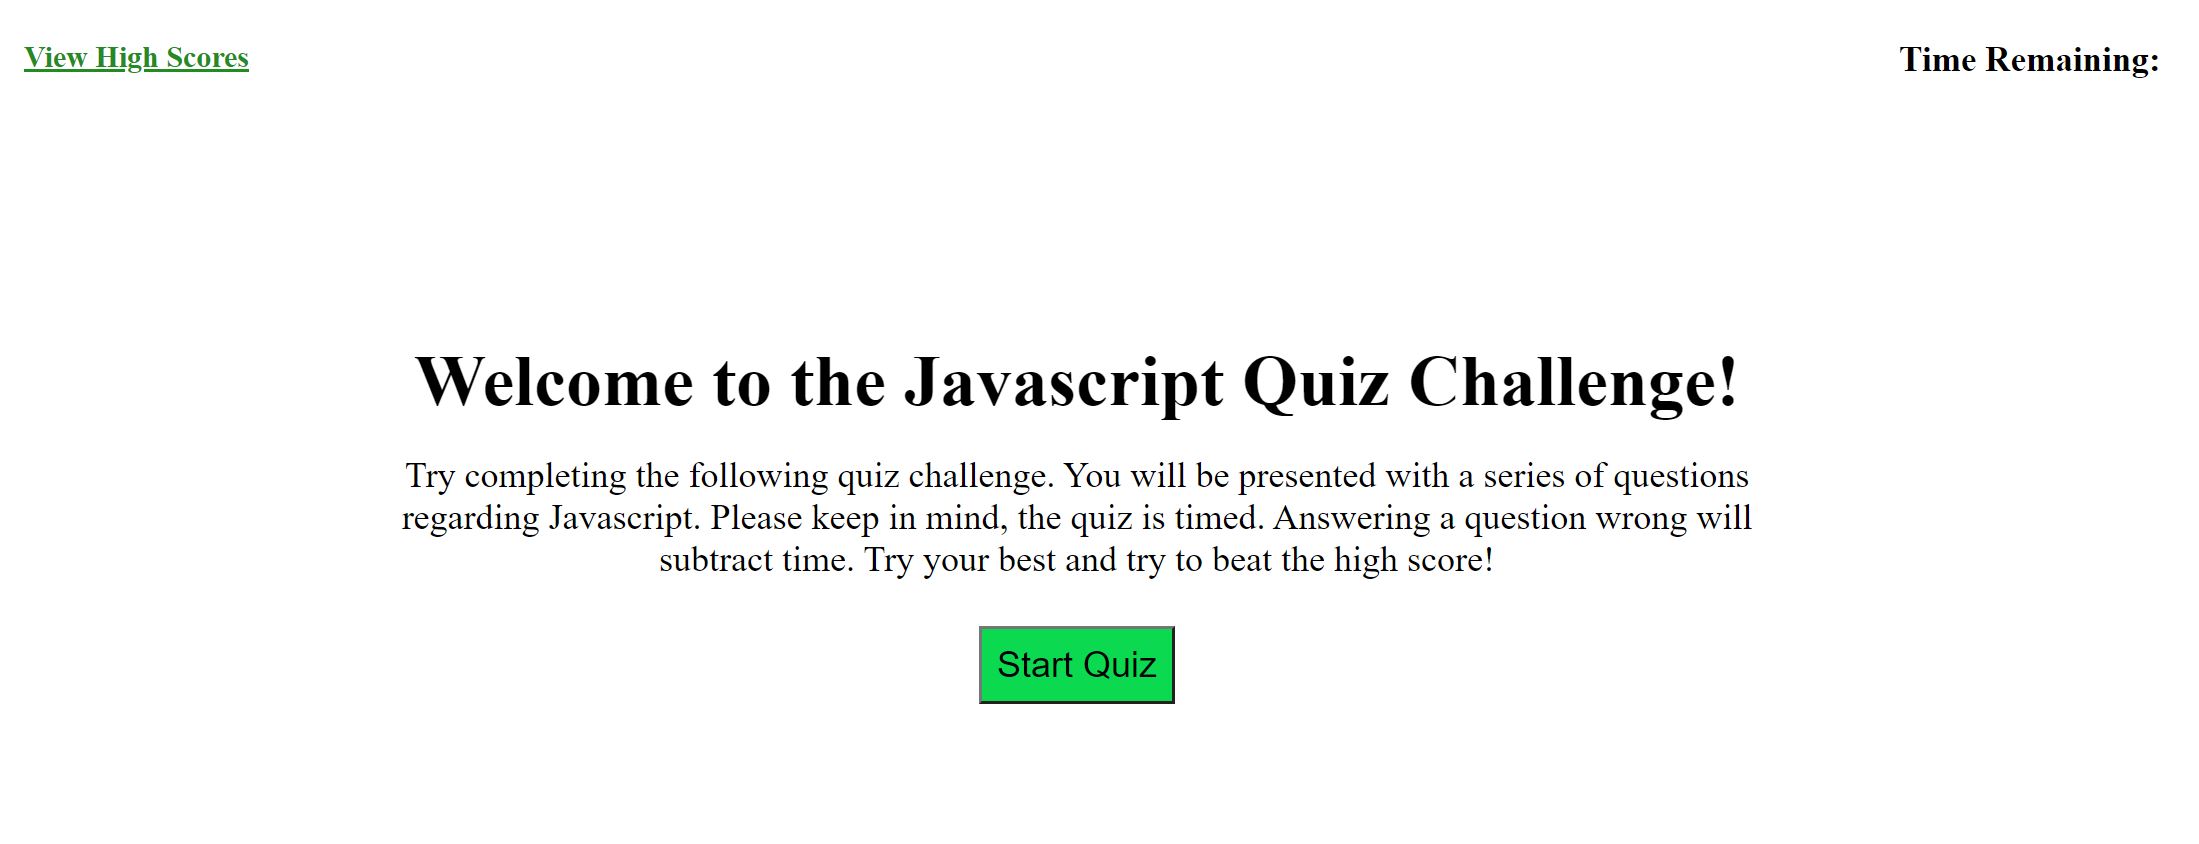 View High Scores
Time Remaining:
Welcome to the Javascript Quiz Challenge!
Try completing the following quiz challenge. You will be presented with a series of questions
regarding Javascript. Please keep in mind, the quiz is timed. Answering a question wrong will
subtract time. Try your best and try to beat the high score!
Start Quiz